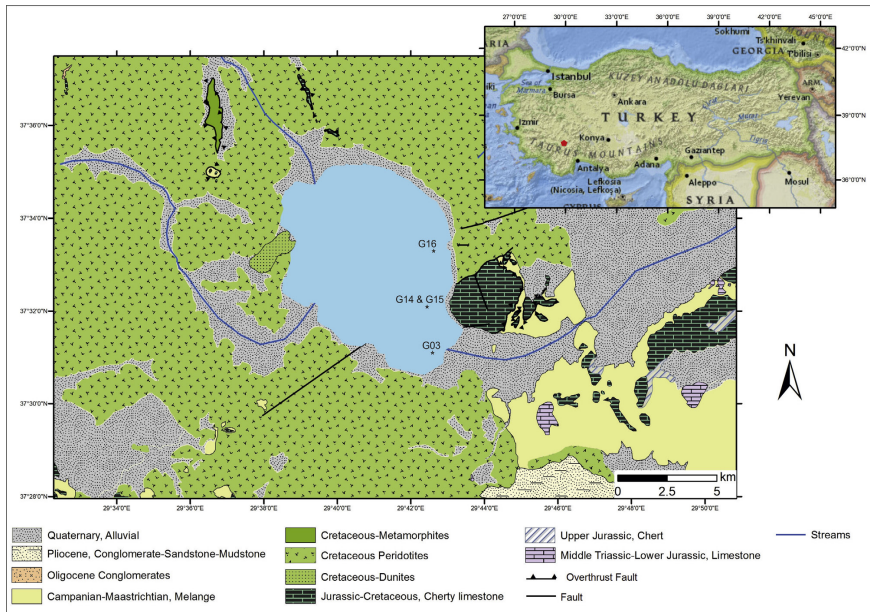 27°0'0"E 30°0'0"E 33°0'0"E 36°0'0"E 39°0'0"E 42°0'0"E 45°0'0"E
Sokhumi
Ts'khinvali
GEORGIA
T'bilisi
42°0'0"N
Istanbul
KUZEY ANADOLU DAGLARI
Sea of
Marmara
Bursa
Ankara
ARM.
Yerevan
39°0'0"N
TURKEY
Izmir
Konya
Murat
Tigris
TAURUS MOUNTAINS
Gaziantep
Antalya
Adana
Lefkosia
(Nicosia, Lefkoşa)
Aleppo
Mosul
36°0'0"N
CYPRUS
SYRIA
37°36'0"N
37°34'0"N
37°32'0"N
37°30'0"N
37°28'0"N
G16
G14 & G15
G03
N
km
0 2.5 5
29°34'0"E 29°36'0"E 29°38'0"E 29°40'0"E 29°42'0"E 29°44'0"E 29°46'0"E 29°48'0"E 29°50'0"E
Quaternary, Alluvial
Pliocene, Conglomerate-Sandstone-Mudstone
Oligocene Conglomerates
Campanian-Maastrichtian, Melange
Cretaceous-Metamorphites
Cretaceous Peridotites
Cretaceous-Dunites
Jurassic-Cretaceous, Cherty limestone
Upper Jurassic, Chert
Middle Triassic-Lower Jurassic, Limestone
Overthrust Fault
Fault
Streams